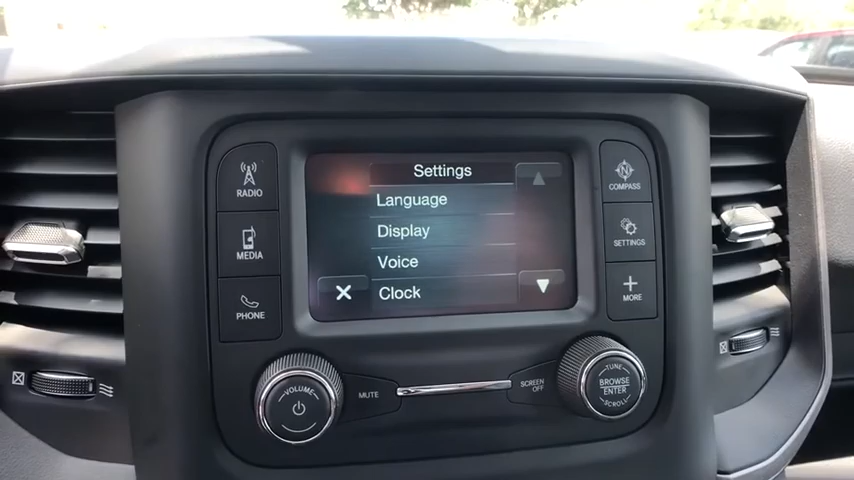 RADIO
MEDIA
PHONE
Settings
Language
Display
Voice
Clock
N
COMPASS
SETTINGS
MORE
VOLUME
MUTE
SCREEN
OFF
TUNE
BROWSE
ENTER
SCROLL